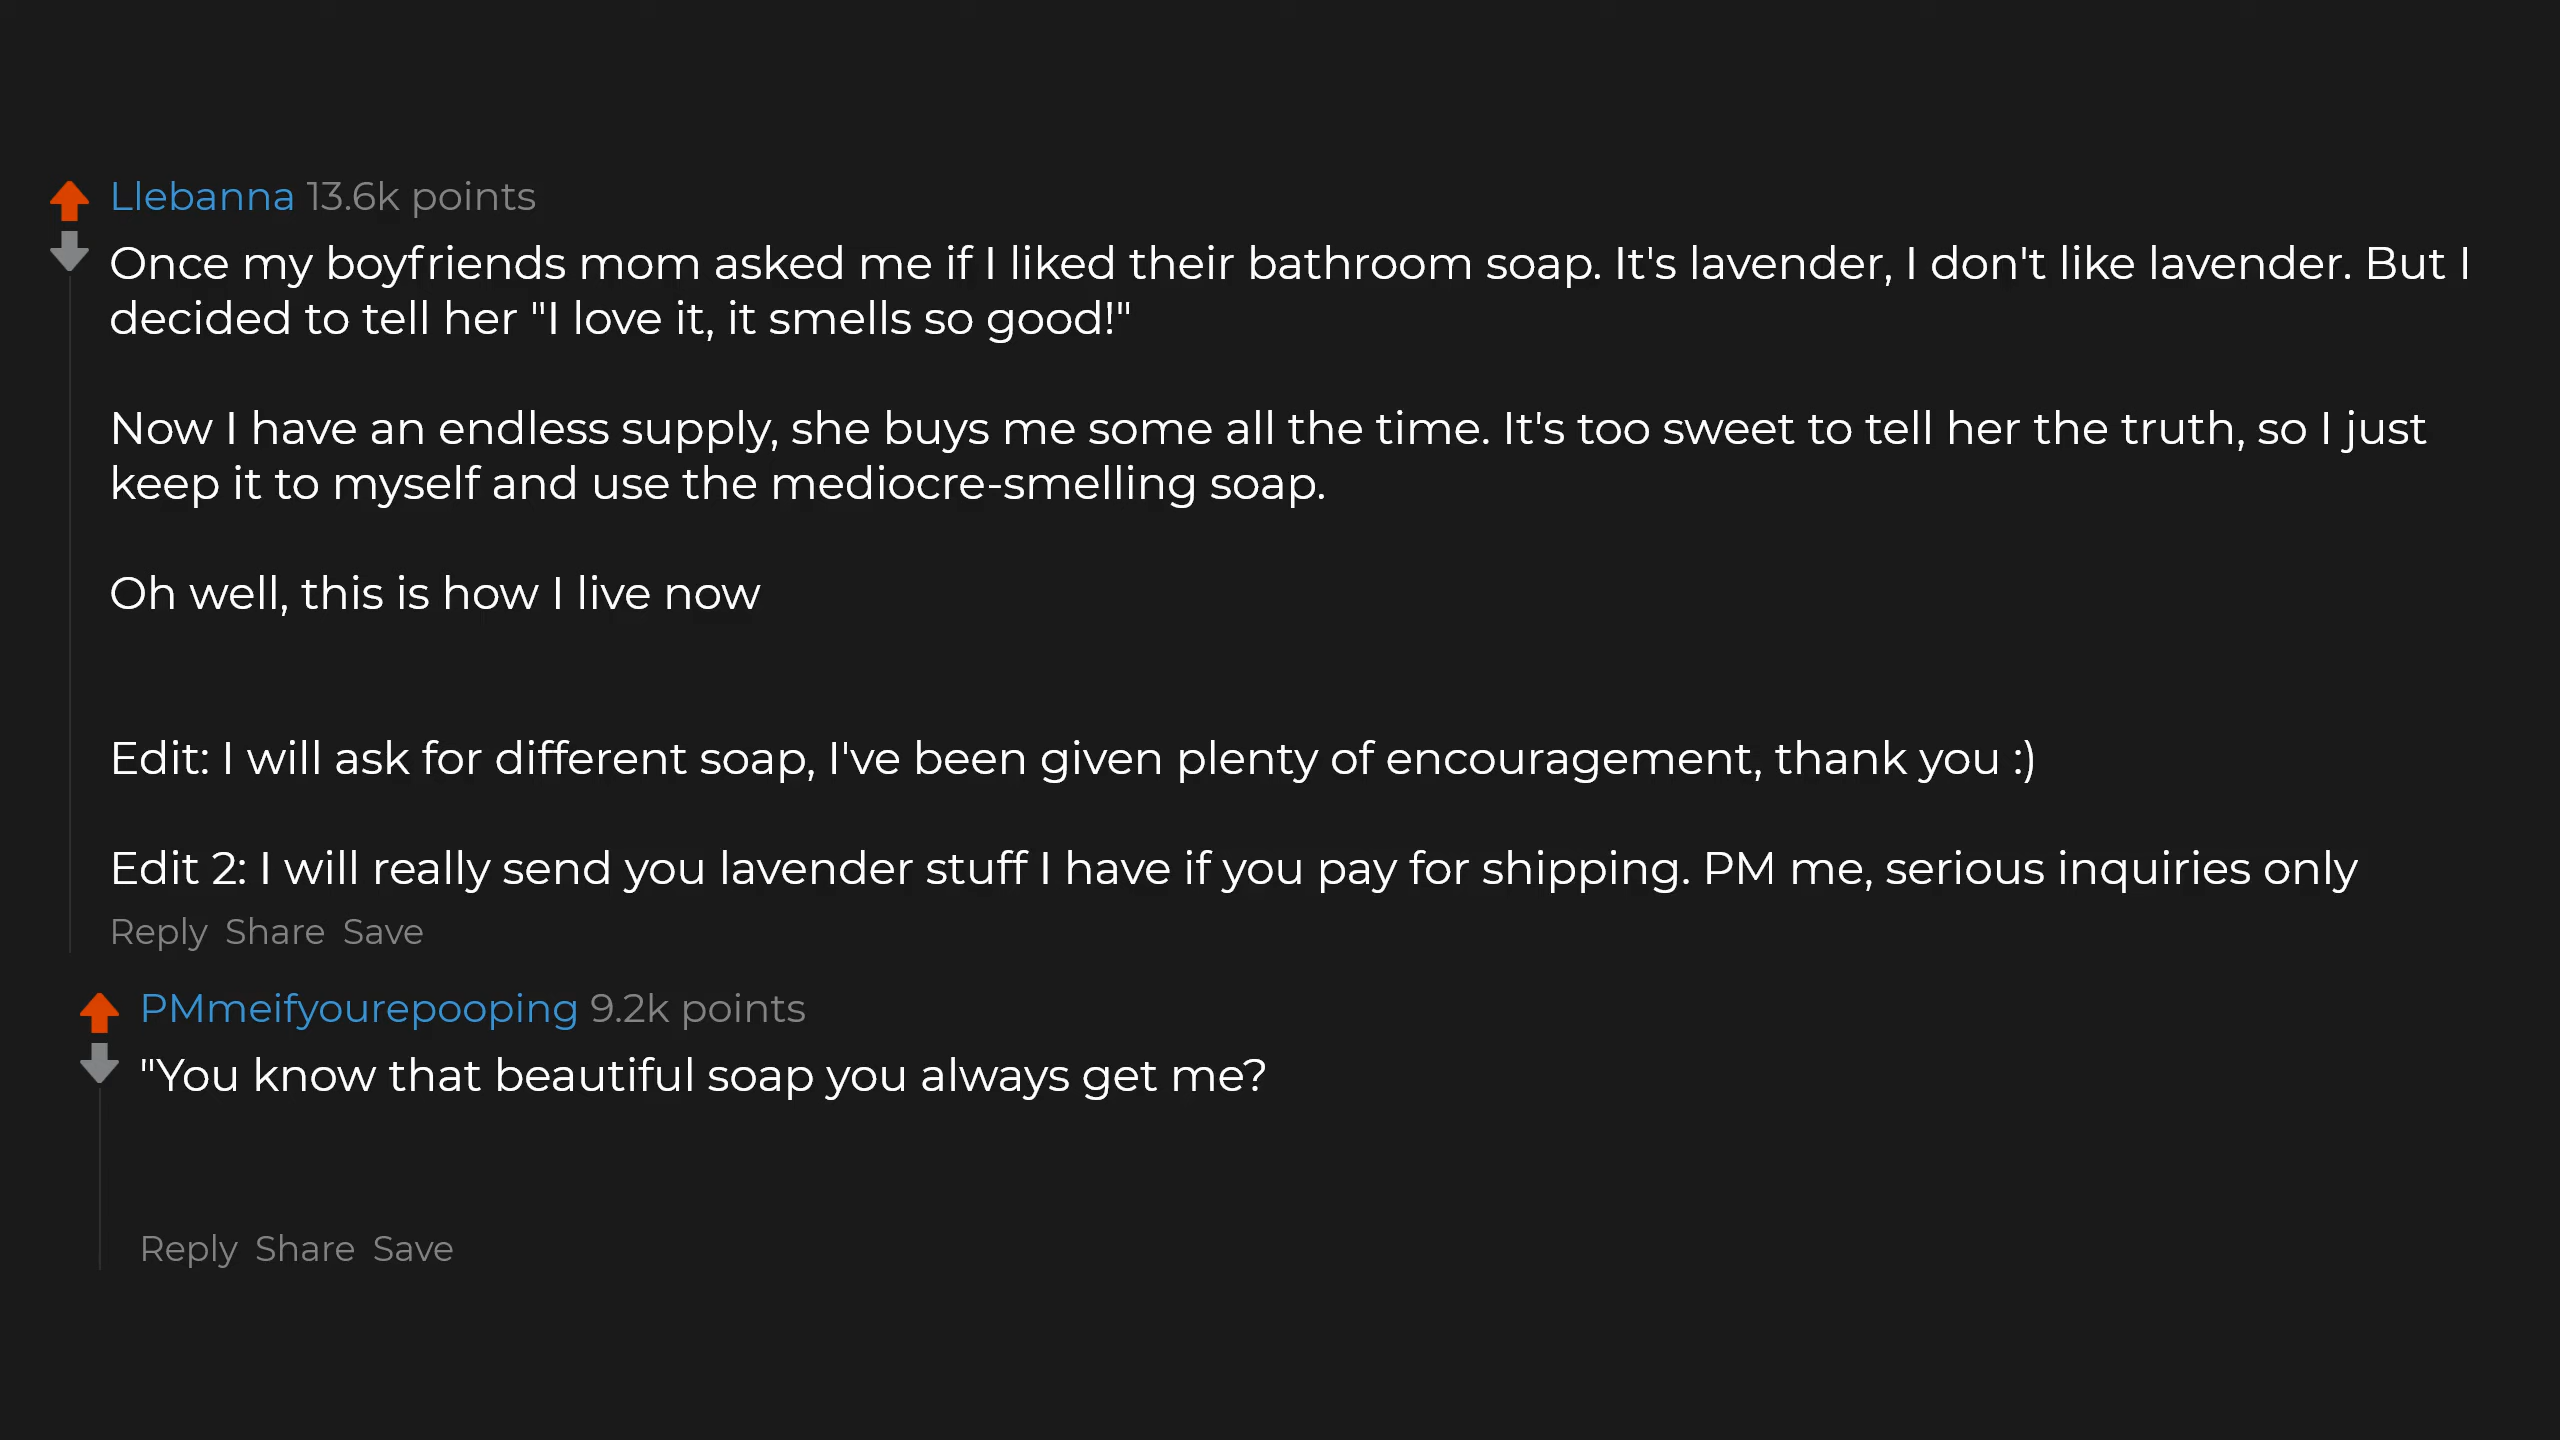 Llebanna 13.6k points
Once my boyfriends mom asked me if I liked their bathroom soap. It's lavender, I don't like lavender. But I
decided to tell her "I love it, it smells so good!"
Now I have an endless supply, she buys me some all the time. It's too sweet to tell her the truth, so I just
keep it to myself and use the mediocre-smelling soap.
Oh well, this is how I live now
Edit: I will ask for different soap, I've been given plenty of encouragement, thank you :)
Edit 2: I will really send you lavender stuff I have if you pay for shipping. PM me, serious inquiries only
Reply Share Save
PMmeifyourepooping 9.2k points
"You know that beautiful soap you always get me?
Reply Share Save